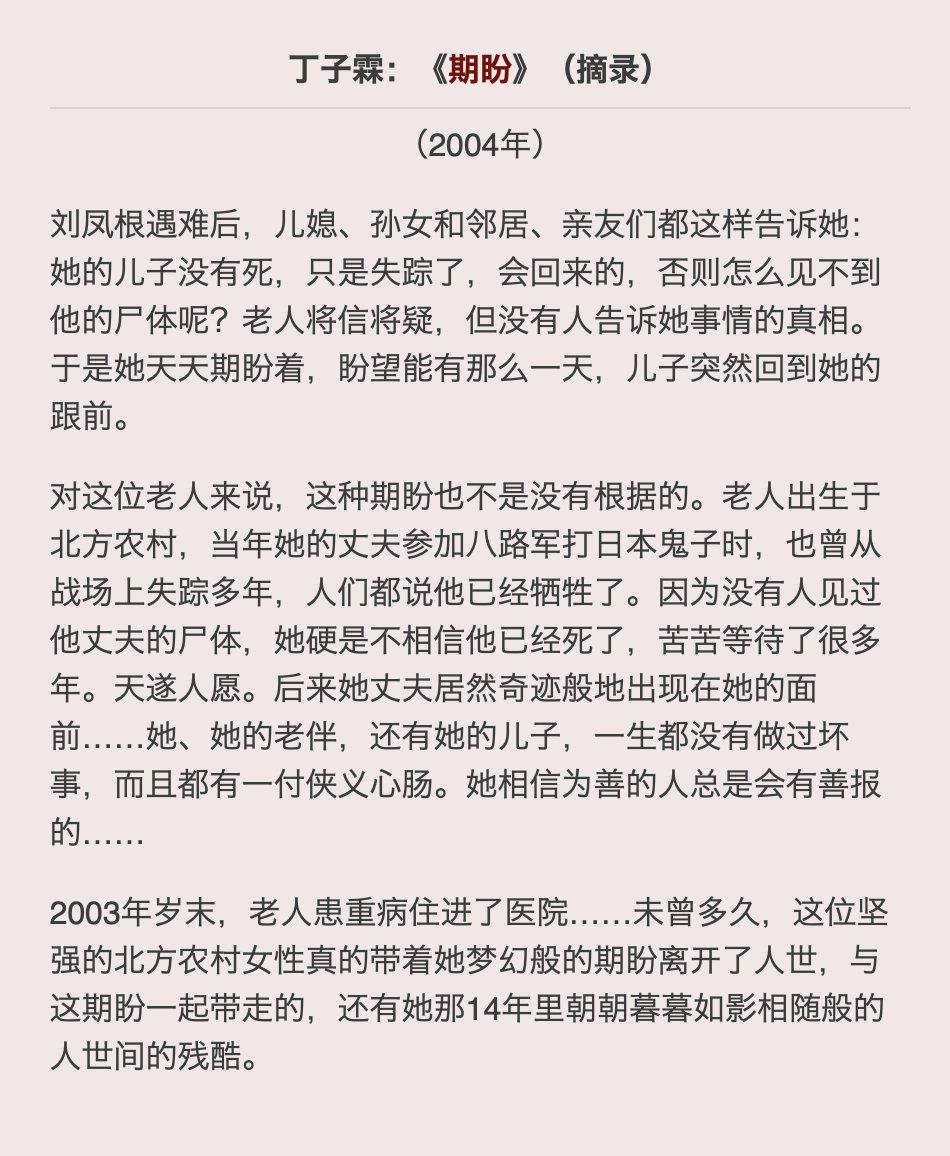 丁子霖：《期盼》（摘录）
（2004年）
刘凤根遇难后，儿媳、孙女和邻居、亲友们都这样告诉她：
她的儿子没有死，只是失踪了，会回来的，否则怎么见不到
他的尸体呢？老人将信将疑，但没有人告诉她事情的真相。
于是她天天期盼着，盼望能有那么一天，儿子突然回到她的
跟前。
对这位老人来说，这种期盼也不是没有根据的。老人出生于
北方农村，当年她的丈夫参加八路军打日本鬼子时，也曾从
战场上失踪多年，人们都说他已经牺牲了。因为没有人见过
他丈夫的尸体，她硬是不相信他已经死了，苦苦等待了很多
年。天遂人愿。后来她丈夫居然奇迹般地出现在她的面
前……她、她的老伴，还有她的儿子，一生都没有做过坏
事，而且都有一付侠义心肠。她相信为善的人总是会有善报
的……
2003年岁末，老人患重病住进了医院……未曾多久，这位坚
强的北方农村女性真的带着她梦幻般的期盼离开了人世，与
这期盼一起带走的，还有她那14年里朝朝暮暮如影相随般的
人世间的残酷。